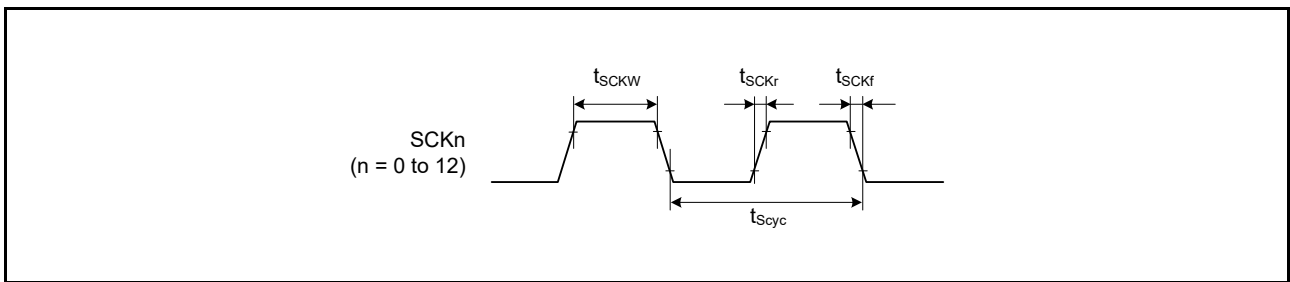 tSCKW tSCKr tSCKf
SCKn
(n = 0 to 12)
tScyc